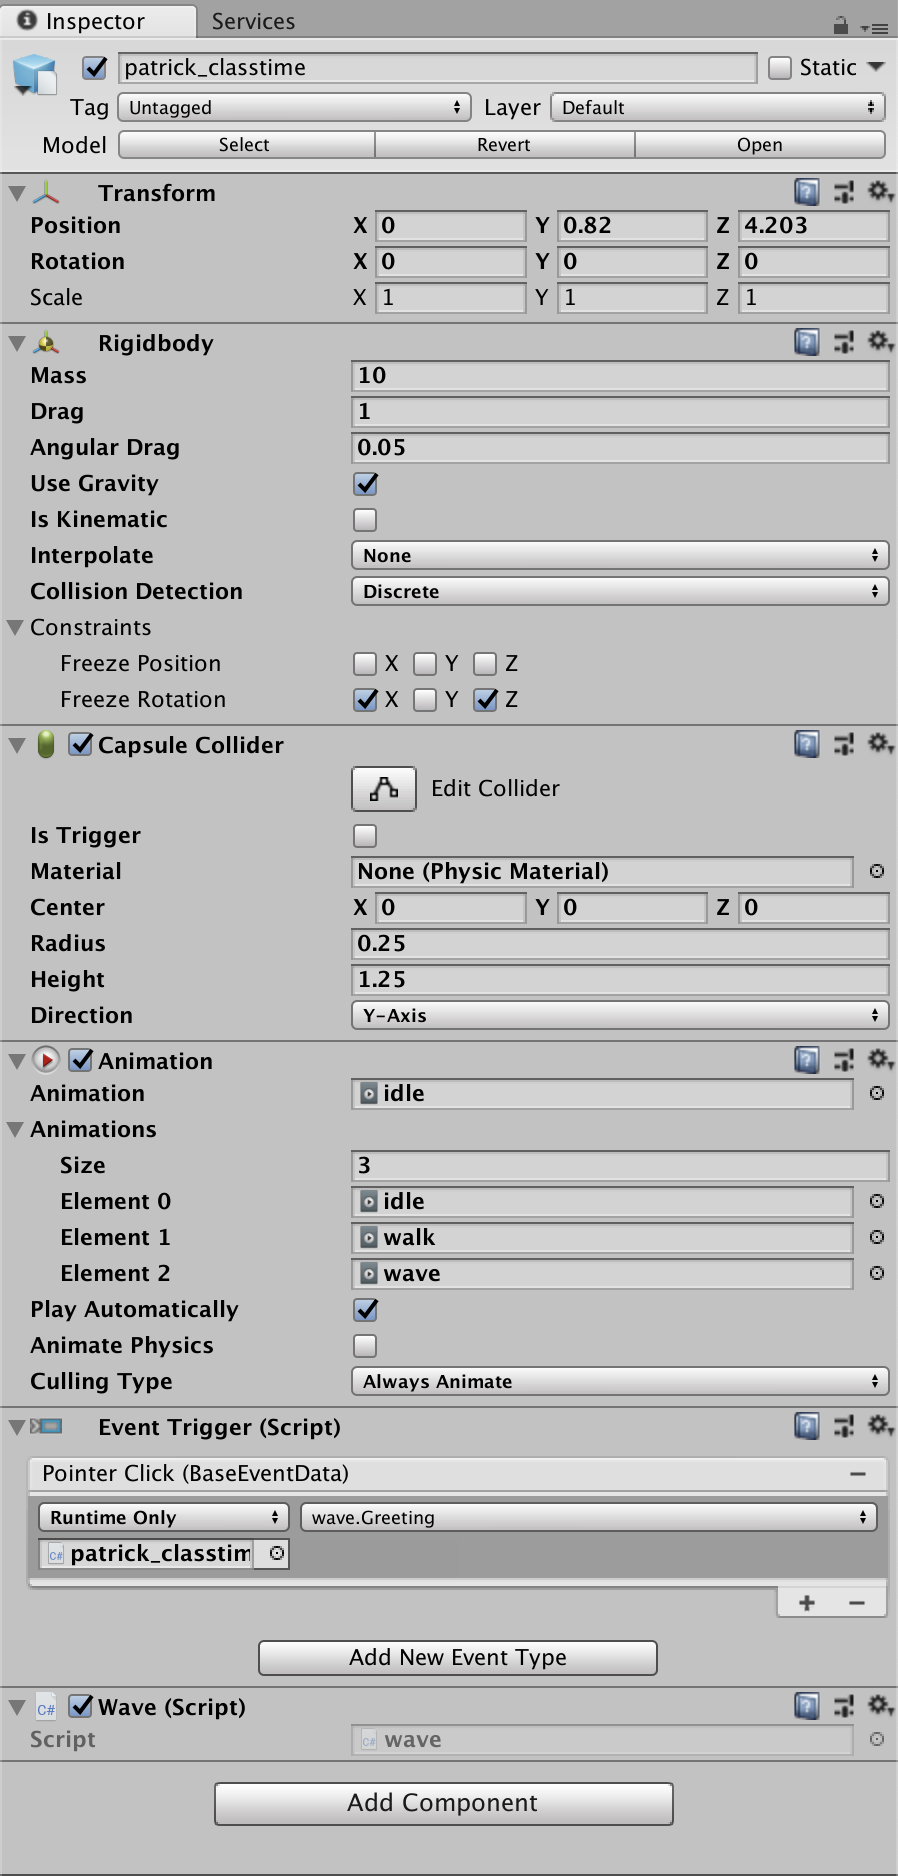 Inspector Services
patrick_classtime Static
Tag Untagged Layer Default
Model Select Revert Open
Transform
Position X 0 Y 0.82 Z 4.203
Rotation X 0 Y 0 Z 0
Scale X 1 Y 1 Z 1
Rigidbody
Mass 10
Drag 1
Angular Drag 0.05
Use Gravity
Is Kinematic
Interpolate None
Collision Detection Discrete
Constraints
Freeze Position X Y Z
Freeze Rotation X Y Z
Capsule Collider
Edit Collider
Is Trigger
Material None (Physic Material)
Center X 0 Y 0 Z 0
Radius 0.25
Height 1.25
Direction Y-Axis
Animation
Animation idle
Animations
Size 3
Element 0 idle
Element 1 walk
Element 2 wave
Play Automatically
Animate Physics
Culling Type Always Animate
Event Trigger (Script)
Pointer Click (BaseEventData)
Runtime Only wave.Greeting
C# patrick_classtim
Add New Event Type
C# Wave (Script)
Script C# wave
Add Component